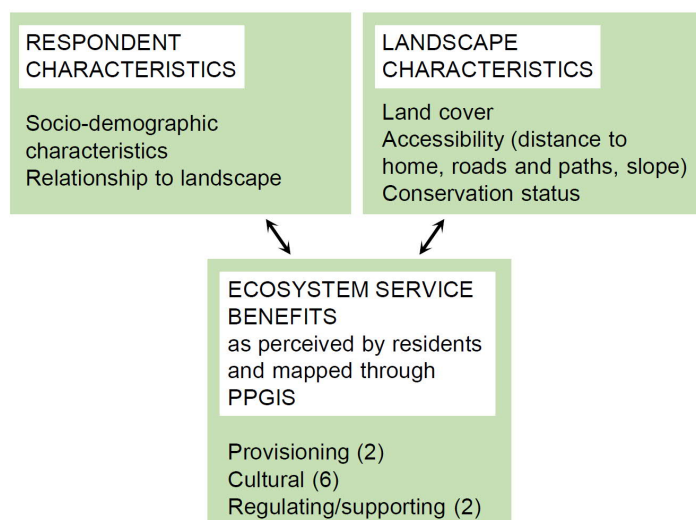 RESPONDENT
CHARACTERISTICS
Socio-demographic
characteristics
Relationship to landscape
LANDSCAPE
CHARACTERISTICS
Land cover
Accessibility (distance to
home, roads and paths, slope)
Conservation status
ECOSYSTEM SERVICE
BENEFITS
as perceived by residents
and mapped through
PPGIS
Provisioning (2)
Cultural (6)
Regulating/supporting (2)